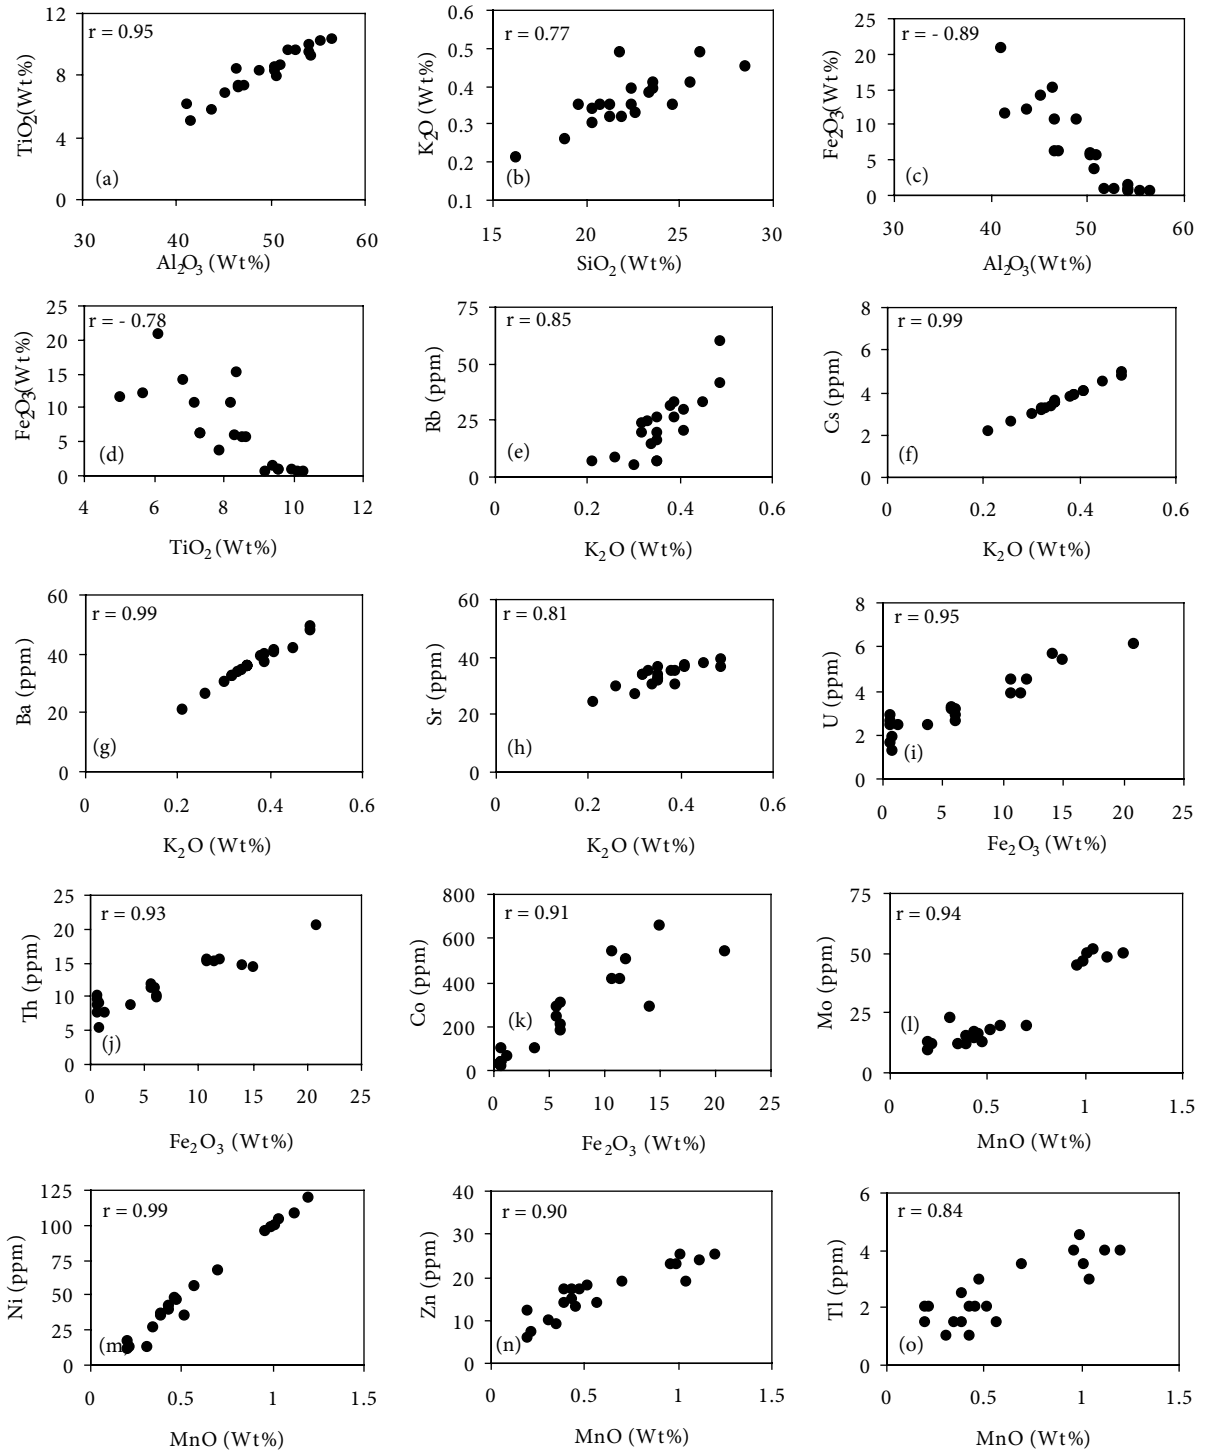 12
8
4
0
TiO2(Wt%)
r = 0.95
(a)
30 40 50 60
Al2O3 (Wt%)
0.6
0.5
0.4
0.3
0.2
0.1
K2O (Wt%)
r = 0.77
(b)
15 20 25 30
SiO2 (Wt%)
25
20
15
10
5
0
Fe2O3(Wt%)
r = - 0.89
(c)
30 40 50 60
Al2O3(Wt%)
25
20
15
10
5
0
Fe2O3(Wt%)
r = - 0.78
(d)
4 6 8 10 12
TiO2 (Wt%)
75
50
25
0
Rb (ppm)
r = 0.85
(e)
0 0.2 0.4 0.6
K2O (Wt%)
8
6
4
2
0
Cs (ppm)
r = 0.99
(f)
0 0.2 0.4 0.6
K2O (Wt%)
60
40
20
0
Ba (ppm)
r = 0.99
(g)
0 0.2 0.4 0.6
K2O (Wt%)
60
40
20
0
Sr (ppm)
r = 0.81
(h)
0 0.2 0.4 0.6
K2O (Wt%)
8
6
4
2
0
U (ppm)
r = 0.95
(i)
0 5 10 15 20 25
Fe2O3 (Wt%)
25
20
15
10
5
0
Th (ppm)
r = 0.93
(j)
0 5 10 15 20 25
Fe2O3 (Wt%)
800
600
400
200
0
Co (ppm)
r = 0.91
(k)
0 5 10 15 20 25
Fe2O3 (Wt%)
75
50
25
0
Mo (ppm)
r = 0.94
(l)
0 0.5 1 1.5
MnO (Wt%)
125
100
75
50
25
0
Ni (ppm)
r = 0.99
(m)
0 0.5 1 1.5
MnO (Wt%)
40
30
20
10
0
Zn (ppm)
r = 0.90
(n)
0 0.5 1 1.5
MnO (Wt%)
6
4
2
0
Tl (ppm)
r = 0.84
(o)
0 0.5 1 1.5
MnO (Wt%)